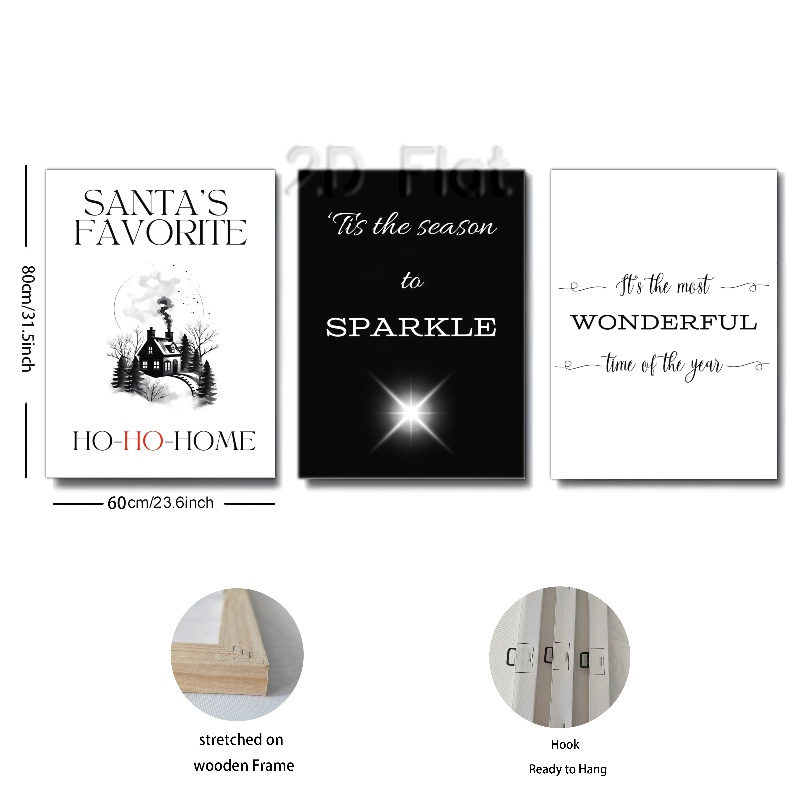 2D Flat
SANTA'S
FAVORITE
HO-HO-HOME
'Tis the season
to
SPARKLE
It's the most
WONDERFUL
time of the year
80cm/31.5inch
60cm/23.6inch
stretched on
wooden Frame
Hook
Ready to Hang